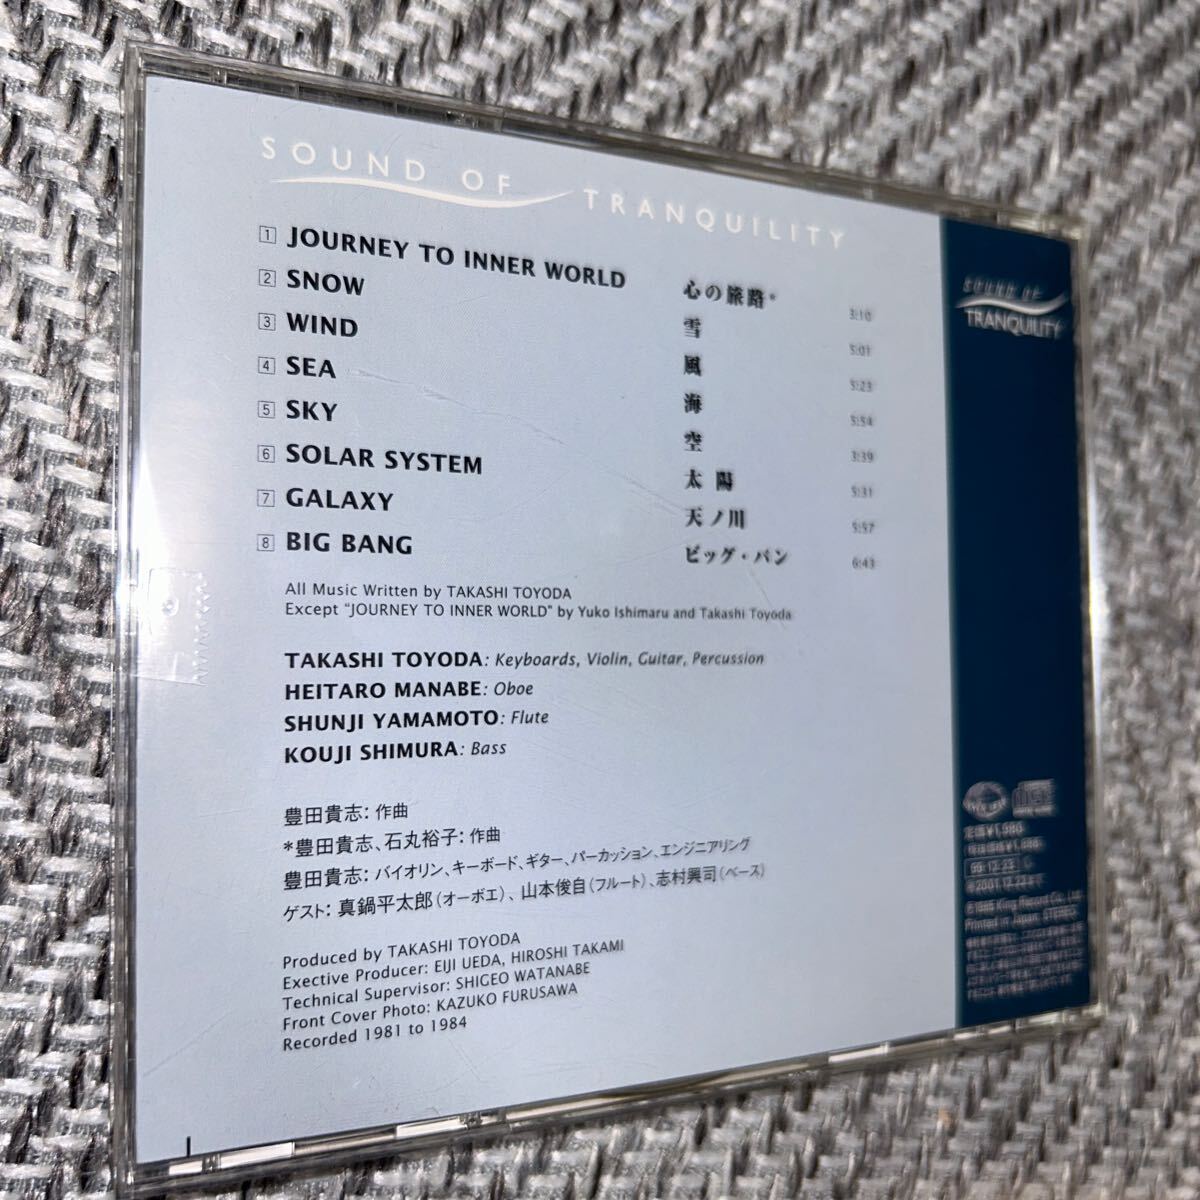 SOUND OF TRANQUILITY
1 JOURNEY TO INNER WORLD 心の旅路* 3:10
2 SNOW 雪 5:01
3 WIND 風 5:23
4 SEA 海 5:54
5 SKY 空 3:39
6 SOLAR SYSTEM 太陽 5:31
7 GALAXY 天ノ川 5:57
8 BIG BANG ビッグ・バン 6:43
All Music Written by TAKASHI TOYODA
Except “JOURNEY TO INNER WORLD” by Yuko Ishimaru and Takashi Toyoda
TAKASHI TOYODA: Keyboards, Violin, Guitar, Percussion
HEITARO MANABE: Oboe
SHUNJI YAMAMOTO: Flute
KOUJI SHIMURA: Bass
豊田貴志: 作曲
*豊田貴志、石丸裕子: 作曲
豊田貴志: バイオリン、キーボード、ギター、パーカッション、エンジニアリング
ゲスト: 真鍋平太郎(オーボエ)、山本俊自(フルート)、志村興司(ベース)
Produced by TAKASHI TOYODA
Exective Producer: EIJI UEDA, HIROSHI TAKAMI
Technical Supervisor: SHIGEO WATANABE
Front Cover Photo: KAZUKO FURUSAWA
Recorded 1981 to 1984
SOUND OF
TRANQUILITY
Printed in Japan. STEREO